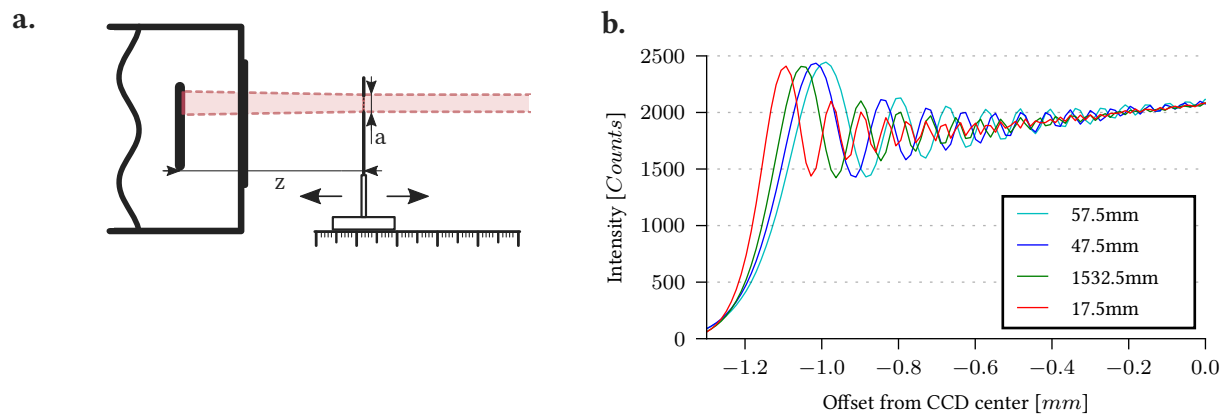 a.
a
z
b.
Intensity [Counts]
2500
2000
1500
1000
500
0
57.5mm
47.5mm
1532.5mm
17.5mm
−1.2 −1.0 −0.8 −0.6 −0.4 −0.2 0.0
Offset from CCD center [mm]